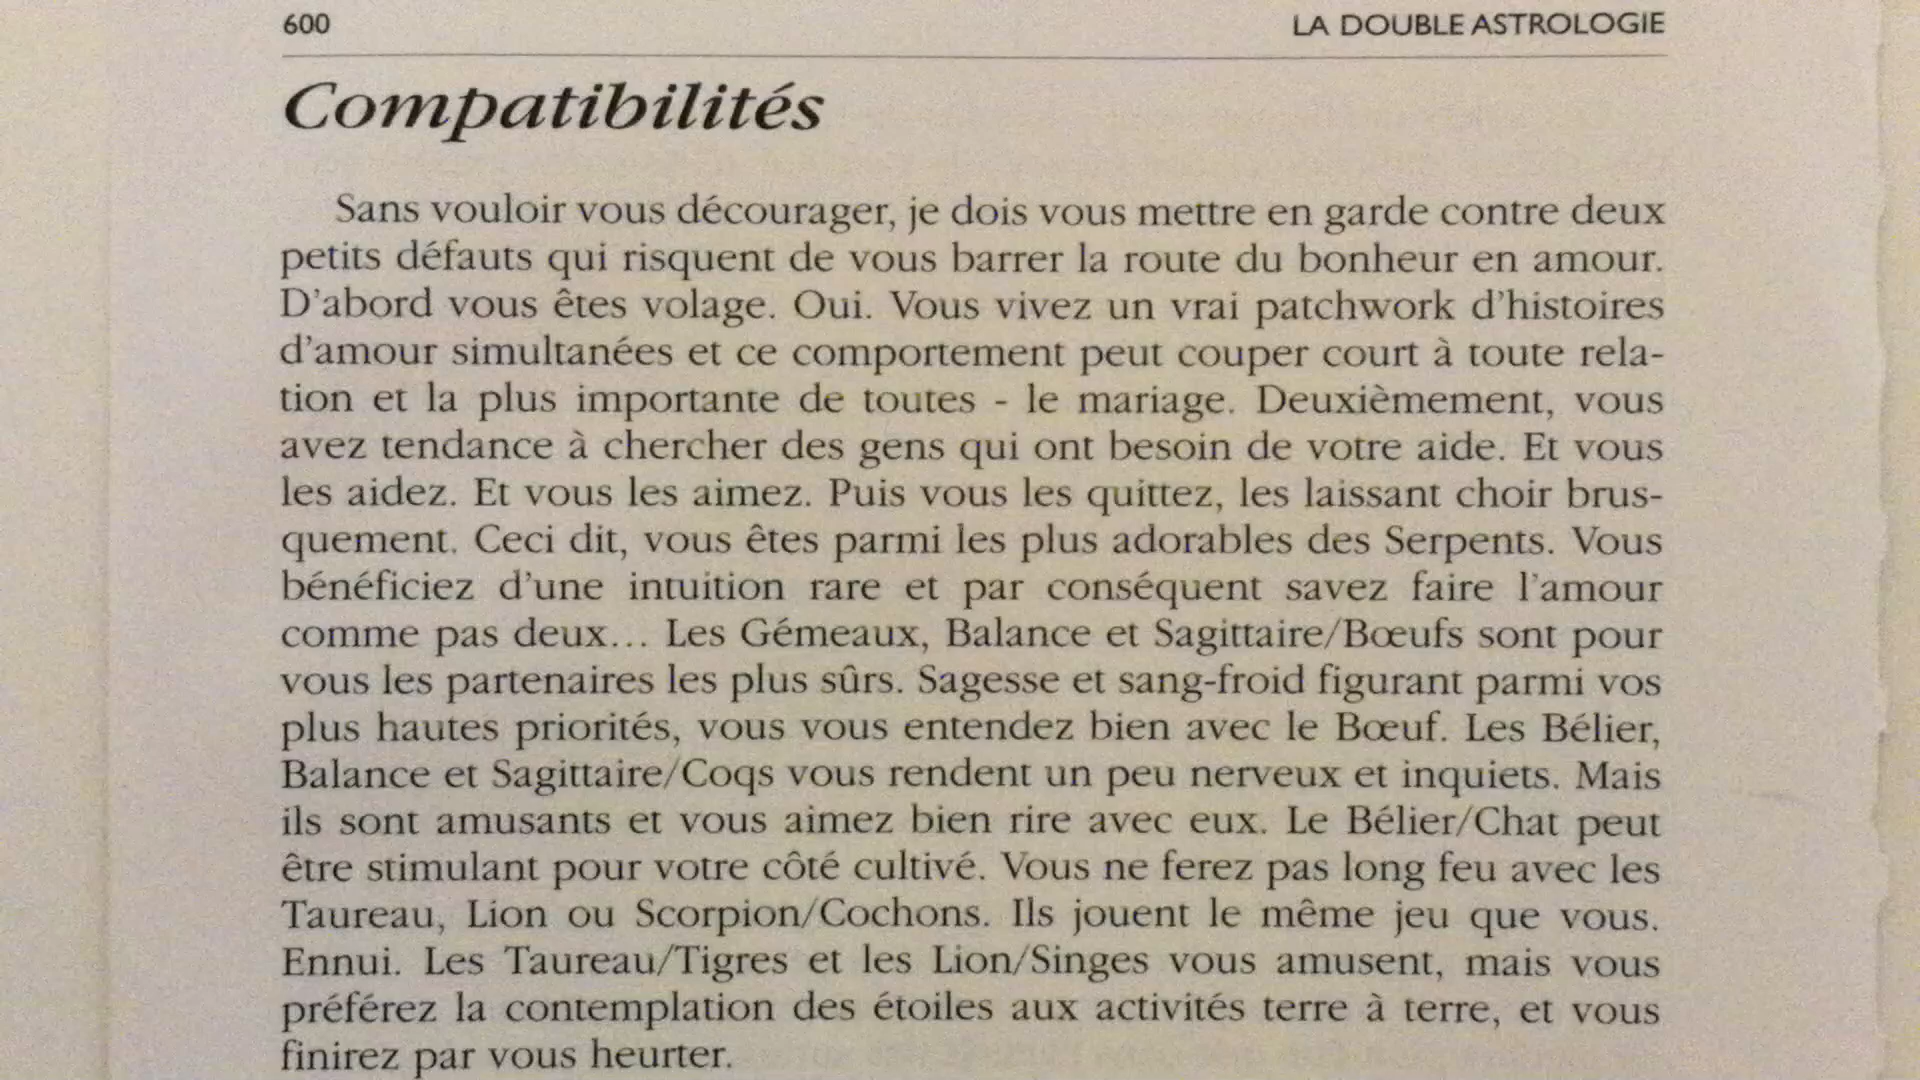 600
LA DOUBLE ASTROLOGIE
Compatibilités
Sans vouloir vous décourager, je dois vous mettre en garde contre deux
petits défauts qui risquent de vous barrer la route du bonheur en amour.
D'abord vous êtes volage. Oui. Vous vivez un vrai patchwork d'histoires
d'amour simultanées et ce comportement peut couper court à toute rela-
tion et la plus importante de toutes - le mariage. Deuxièmement, vous
avez tendance à chercher des gens qui ont besoin de votre aide. Et vous
les aidez. Et vous les aimez. Puis vous les quittez, les laissant choir brus-
quement. Ceci dit, vous êtes parmi les plus adorables des Serpents. Vous
bénéficiez d'une intuition rare et par conséquent savez faire l'amour
comme pas deux... Les Gémeaux, Balance et Sagittaire/Bœufs sont pour
vous les partenaires les plus sûrs. Sagesse et sang-froid figurant parmi vos
plus hautes priorités, vous vous entendez bien avec le Bœuf. Les Bélier,
Balance et Sagittaire/Coqs vous rendent un peu nerveux et inquiets. Mais
ils sont amusants et vous aimez bien rire avec eux. Le Bélier/Chat peut
être stimulant pour votre côté cultivé. Vous ne ferez pas long feu avec les
Taureau, Lion ou Scorpion/Cochons. Ils jouent le même jeu que vous.
Ennui. Les Taureau/Tigres et les Lion/Singes vous amusent, mais vous
préférez la contemplation des étoiles aux activités terre à terre, et vous
finirez par vous heurter.